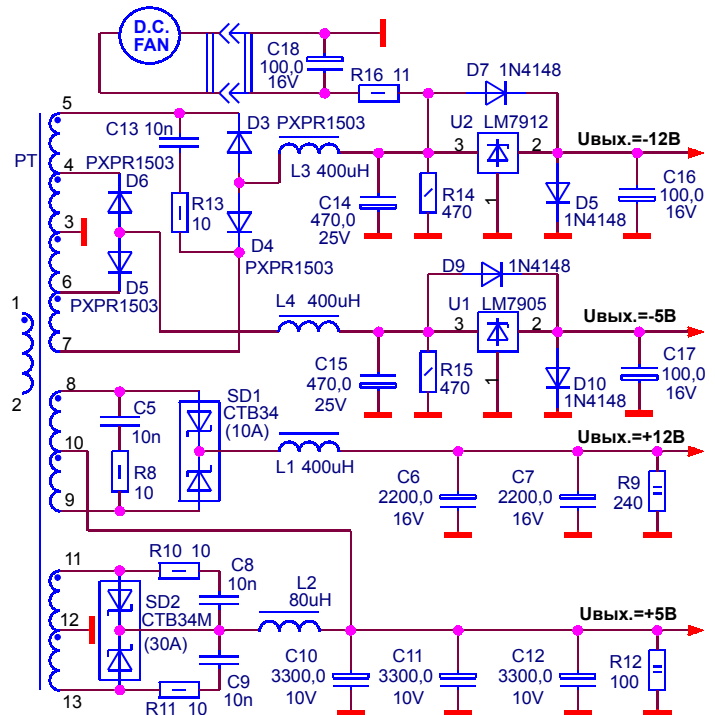 D.C.
FAN
C18
100,0
16V
R16 11
D7 1N4148
5
C13 10n
D3
PXPR1503
U2 LM7912
Uвых.=-12В
PT
4
PXPR1503
D6
3
2
L3 400uH
C14
470,0
25V
R14
470
1
D5
1N4148
C16
100,0
16V
3
R13
10
D4
PXPR1503
6
D5
PXPR1503
D9 1N4148
1
L4 400uH
U1 LM7905
Uвых.=-5В
3
2
7
C15
470,0
25V
R15
470
1
D10
1N4148
C17
100,0
16V
2
8
C5
10n
SD1
CTB34
(10A)
Uвых.=+12В
10
L1 400uH
R8
10
C6
2200,0
16V
C7
2200,0
16V
R9
240
9
11
R10 10
C8
10n
L2
80uH
SD2
CTB34M
(30A)
12
Uвых.=+5В
C9
10n
C10
3300,0
10V
C11
3300,0
10V
C12
3300,0
10V
R12
100
13
R11 10